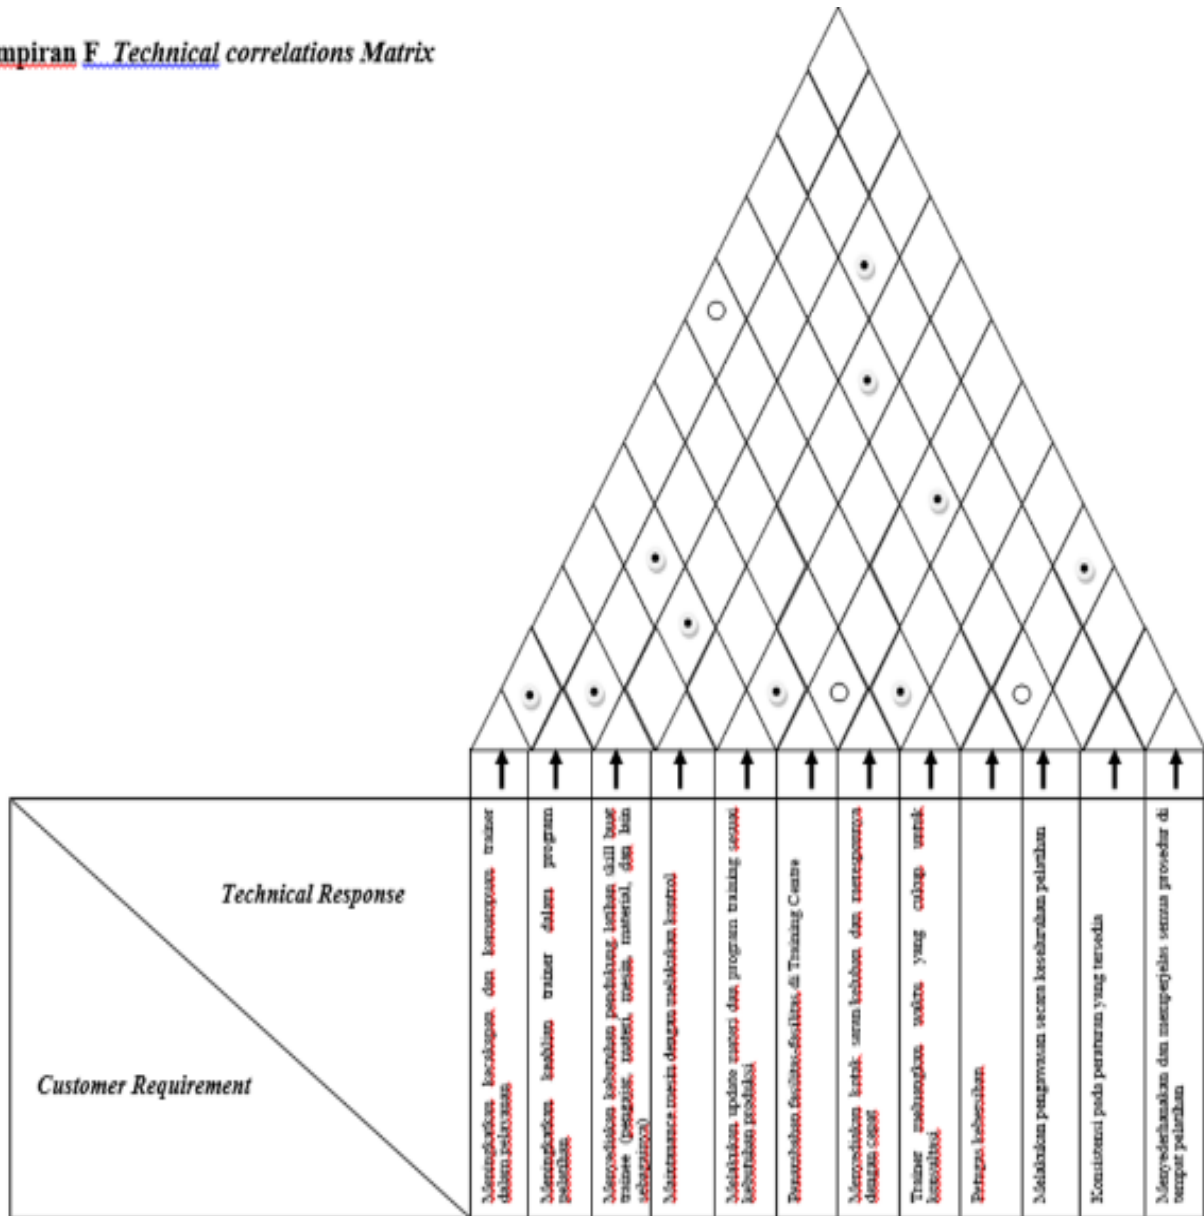 mpiran F Technical correlations Matrix
Technical Response
Customer Requirement
Meningkatkan kecakapan dan kemampuan trainer
dalam pelayanan
Meningkatkan keahlian trainer dalam program
pelatihan
Menyediakan kebutuhan pendukung latihan skill buat
trainee (pengajar, materi, mesin, material, dan lain
sebagainya)
Maintenance mesin dengan melakukan kontrol
Melakukan update materi dan program training sesuai
kebutuhan produksi
Penambahan fasilitas-fasilitas di Training Centre
Menyediakan kotak saran keluhan dan meresponnya
dengan cepat
Trainer meluangkan waktu yang cukup untuk
konsultasi
Petugas kebersihan
Melakukan pengawasan secara keseluruhan pelatihan
Konsistensi pada peraturan yang tersedia
Menyederhanakan dan memperjelas semua prosedur di
tempat pelatihan